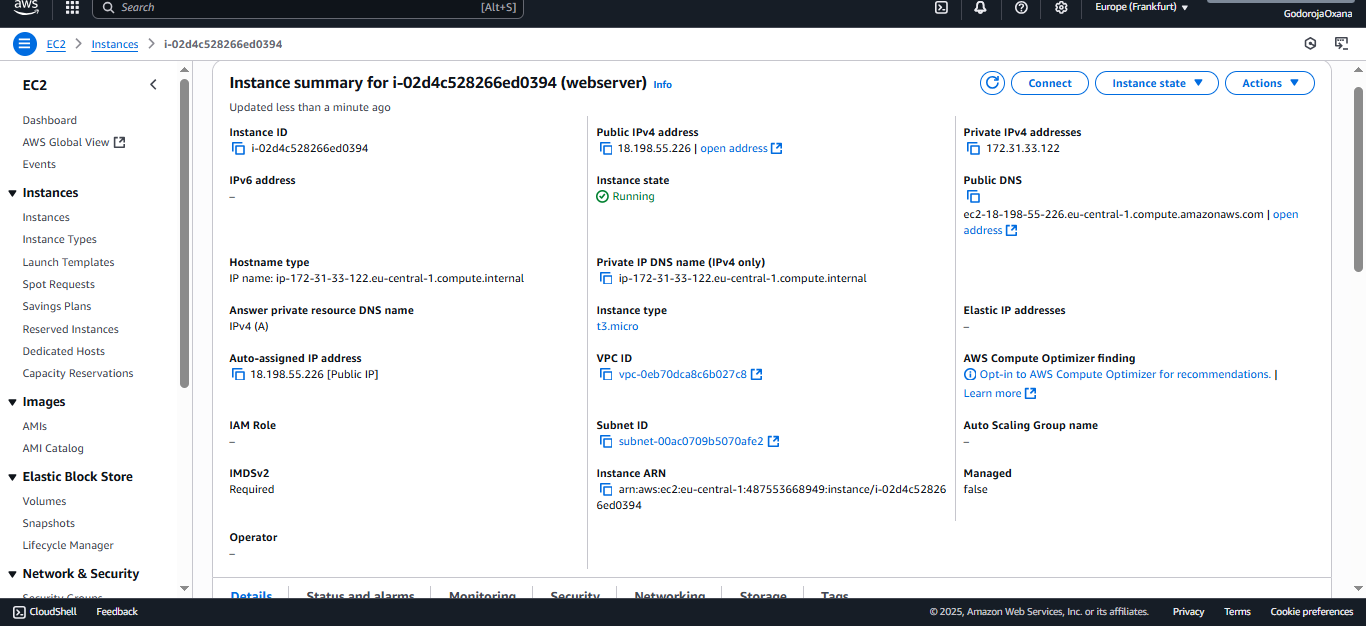 aws
Search
[Alt+S]
Europe (Frankfurt)
GodorojaOxana
EC2
Instances
i-02d4c528266ed0394
EC2
Dashboard
AWS Global View
Events
Instances
Instances
Instance Types
Launch Templates
Spot Requests
Savings Plans
Reserved Instances
Dedicated Hosts
Capacity Reservations
Images
AMIs
AMI Catalog
Elastic Block Store
Volumes
Snapshots
Lifecycle Manager
Network & Security
Security Groups
Instance summary for i-02d4c528266ed0394 (webserver) Info
Updated less than a minute ago
Connect
Instance state
Actions
Instance ID
i-02d4c528266ed0394
Public IPv4 address
18.198.55.226 | open address
Private IPv4 addresses
172.31.33.122
IPv6 address
–
Instance state
Running
Public DNS
ec2-18-198-55-226.eu-central-1.compute.amazonaws.com | open
address
Hostname type
IP name: ip-172-31-33-122.eu-central-1.compute.internal
Private IP DNS name (IPv4 only)
ip-172-31-33-122.eu-central-1.compute.internal
Answer private resource DNS name
IPv4 (A)
Instance type
t3.micro
Elastic IP addresses
–
Auto-assigned IP address
18.198.55.226 [Public IP]
VPC ID
vpc-0eb70dca8c6b027c8
AWS Compute Optimizer finding
Opt-in to AWS Compute Optimizer for recommendations. |
Learn more
IAM Role
–
Subnet ID
subnet-00ac0709b5070afe2
Auto Scaling Group name
–
IMDSv2
Required
Instance ARN
arn:aws:ec2:eu-central-1:487553668949:instance/i-02d4c52826
6ed0394
Managed
false
Operator
–
Details
Status and alarms
Monitoring
Security
Networking
Storage
Tags
CloudShell
Feedback
© 2025, Amazon Web Services, Inc. or its affiliates.
Privacy
Terms
Cookie preferences